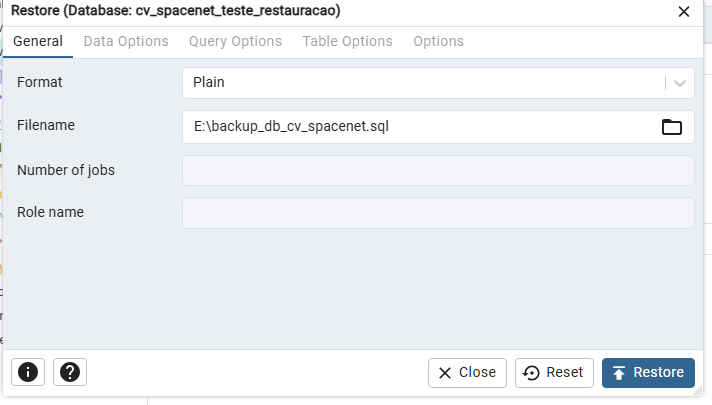 Restore (Database: cv_spacenet_teste_restauracao)
General Data Options Query Options Table Options Options
Format Plain
Filename E:\backup_db_cv_spacenet.sql
Number of jobs
Role name
Close Reset Restore